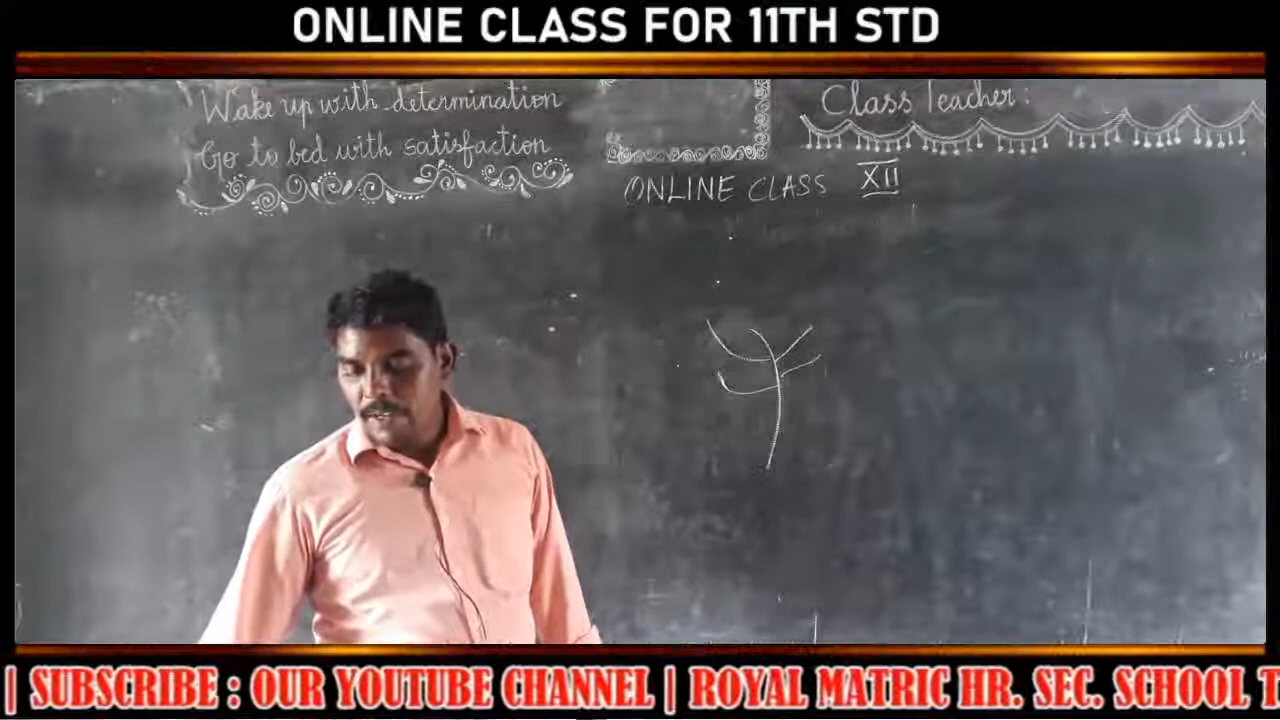 ONLINE CLASS FOR 11TH STD
Wake up with determination
Go to bed with satisfaction
Class Teacher:
ONLINE CLASS XII
| SUBSCRIBE : OUR YOUTUBE CHANNEL | ROYAL MATRIC HR. SEC. SCHOOL T